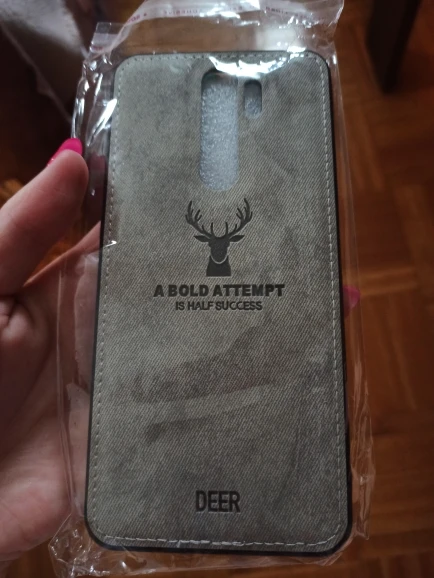 A BOLD ATTEMPT
IS HALF SUCCESS
DEER